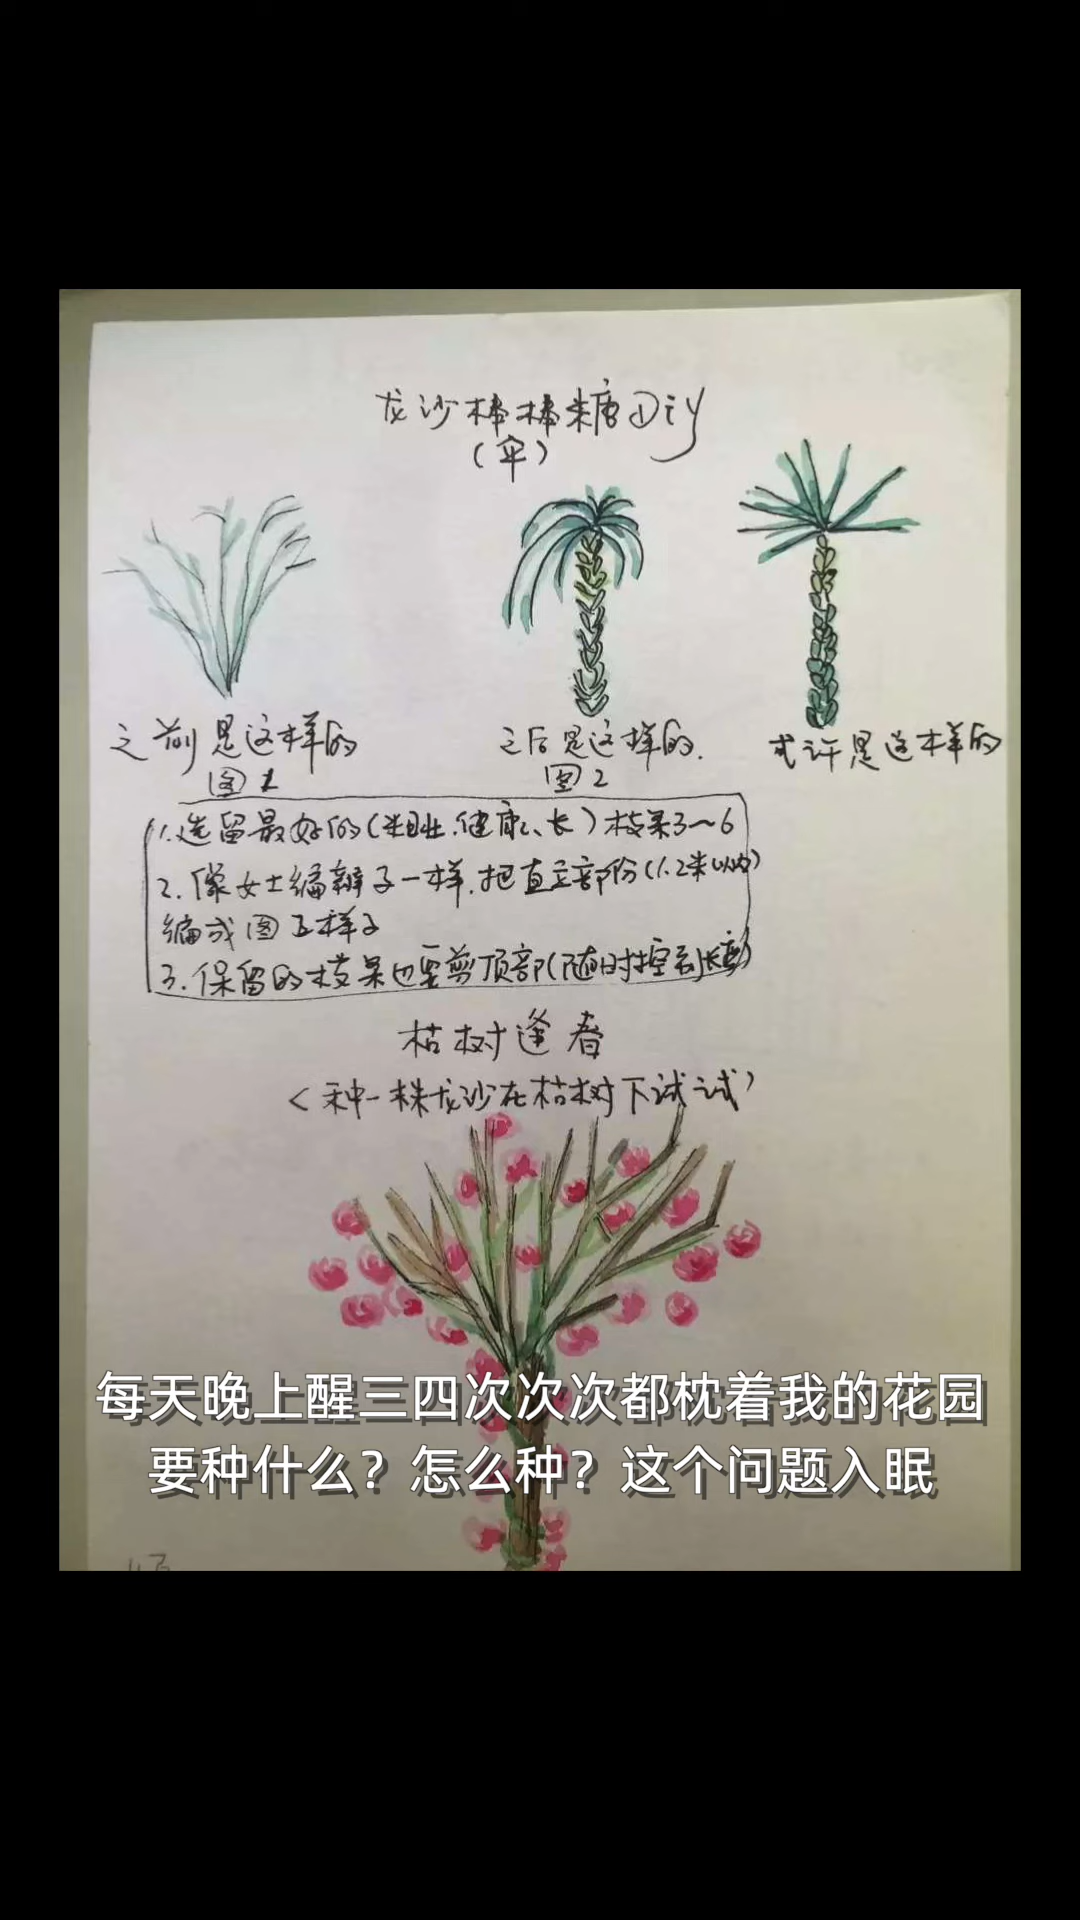 龙沙棒棒糖Diy
(伞)
之前是这样的
图1
之后是这样的.
图2
或许是这样的
1.选留最好的(粗壮.健康、长)枝条3~6
2.像女士编辫子一样.把直立部份(1.2米以内)
编成图2样子
3.保留的枝条也要剪顶部(随时控制长度)
枯树逢春
<种一株龙沙在枯树下试试>
每天晚上醒三四次次次都枕着我的花园
要种什么？怎么种？这个问题入眠